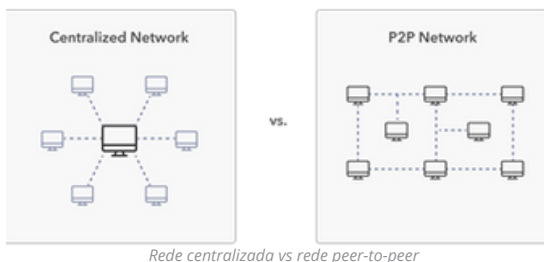 Centralized Network
P2P Network
vs.
Rede centralizada vs rede peer-to-peer